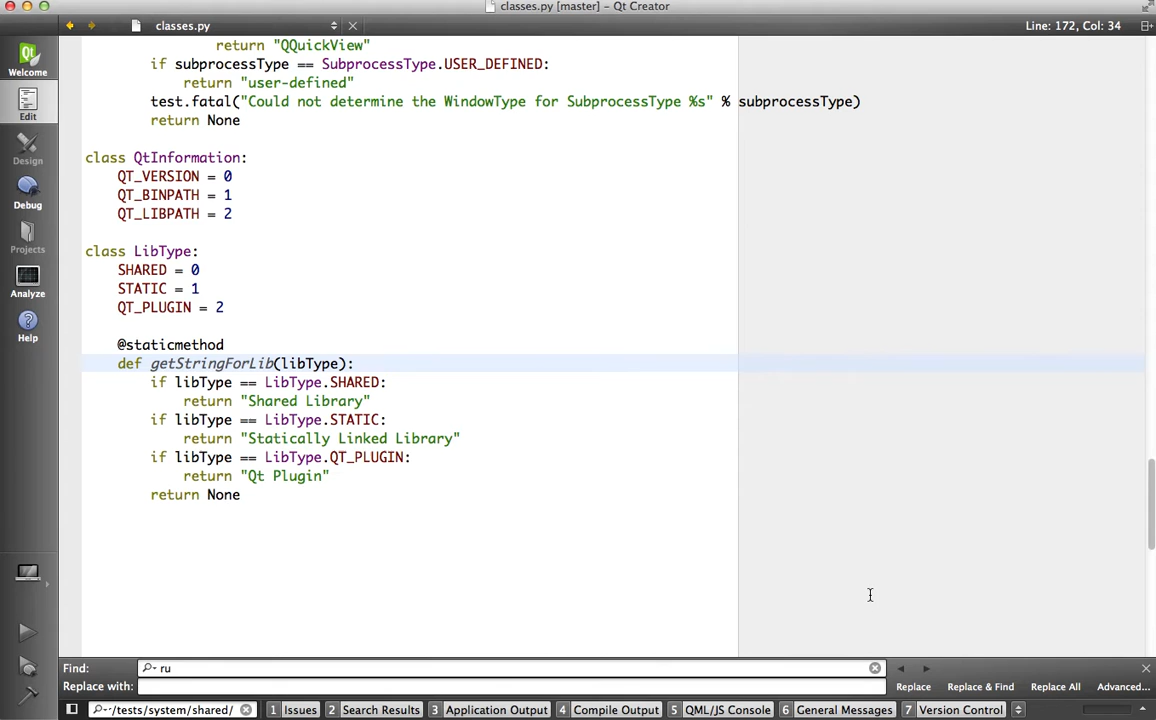 classes.py [master] - Qt Creator
classes.py
Line: 172, Col: 34
Welcome
Edit
Design
Debug
Projects
Analyze
Help
return "QQuickView"
if subprocessType == SubprocessType.USER_DEFINED:
return "user-defined"
test.fatal("Could not determine the WindowType for SubprocessType %s" % subprocessType)
return None
class QtInformation:
QT_VERSION = 0
QT_BINPATH = 1
QT_LIBPATH = 2
class LibType:
SHARED = 0
STATIC = 1
QT_PLUGIN = 2
@staticmethod
def getStringForLib(libType):
if libType == LibType.SHARED:
return "Shared Library"
if libType == LibType.STATIC:
return "Statically Linked Library"
if libType == LibType.QT_PLUGIN:
return "Qt Plugin"
return None
Find: ru
Replace with:
Replace Replace & Find Replace All Advanced...
/tests/system/shared/ 1 Issues 2 Search Results 3 Application Output 4 Compile Output 5 QML/JS Console 6 General Messages 7 Version Control